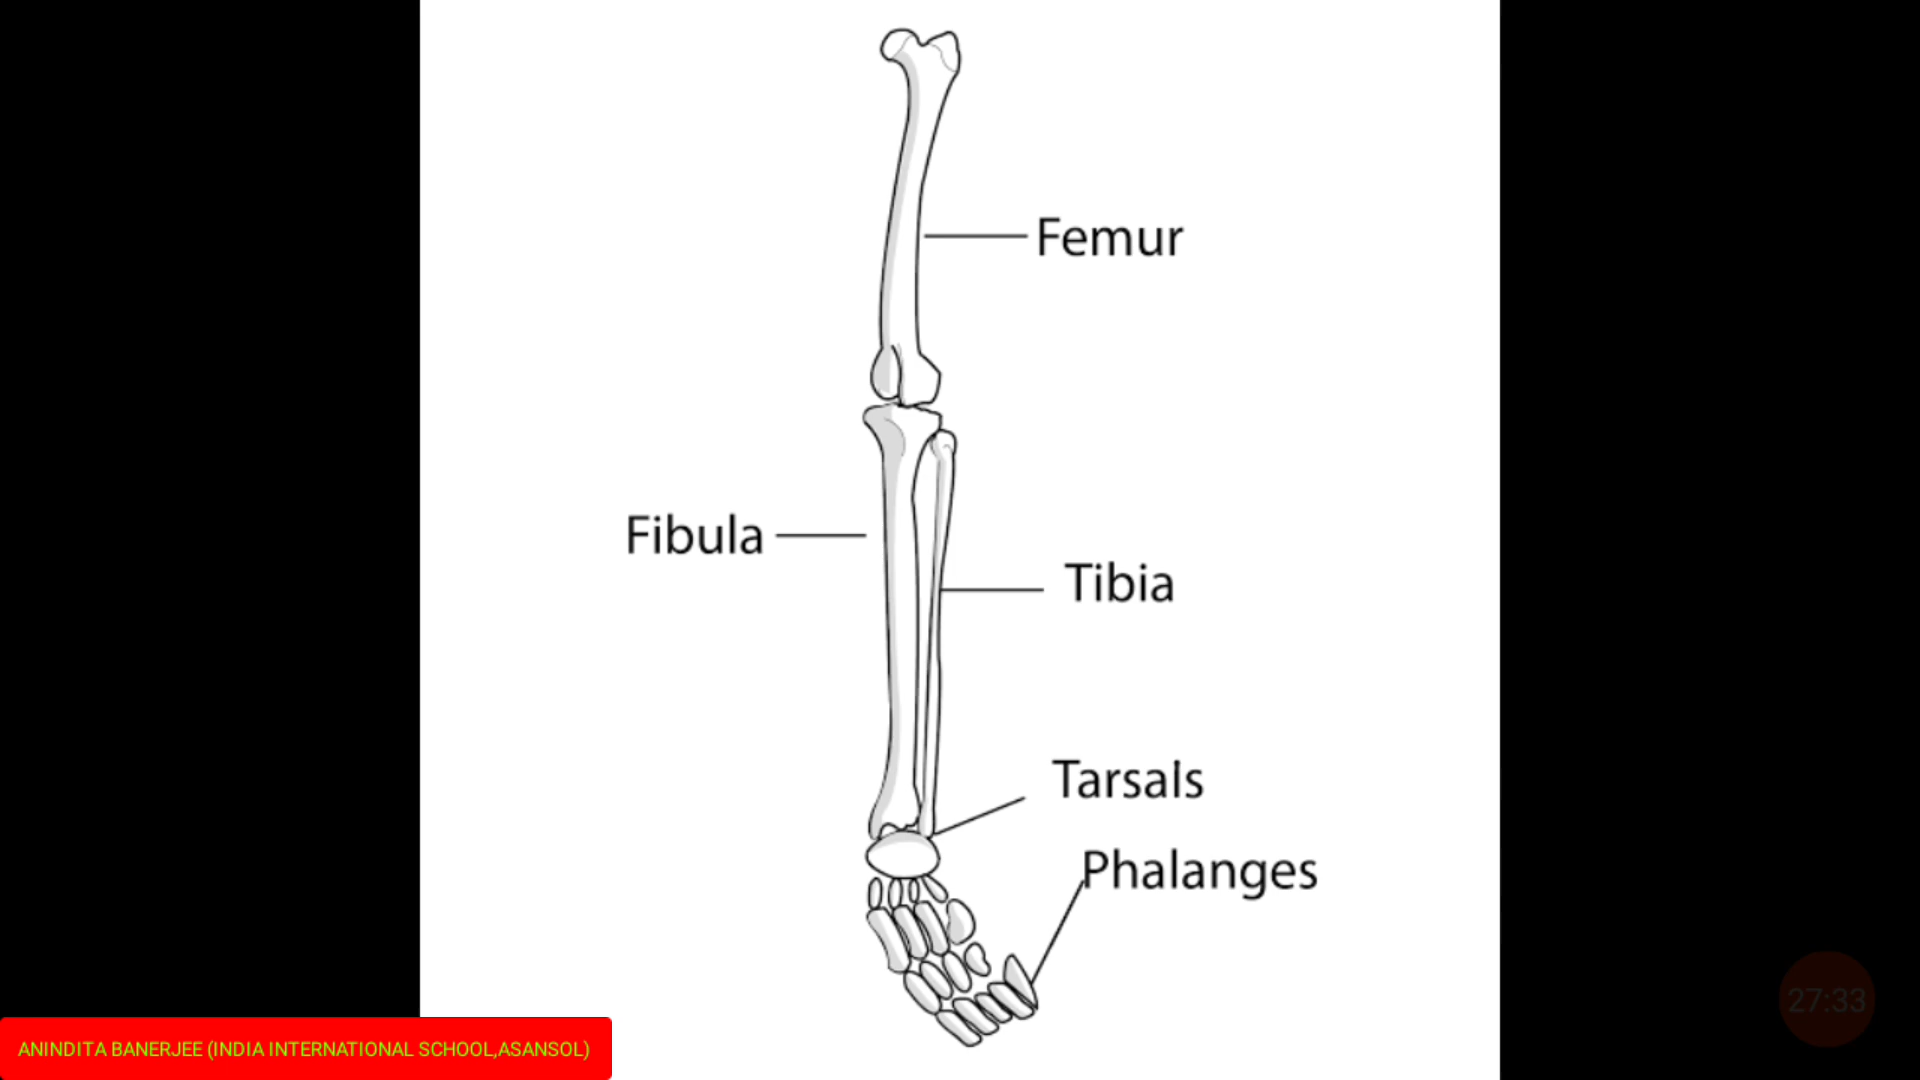 Femur
Fibula
Tibia
Tarsals
Phalanges
27:33
ANINDITA BANERJEE (INDIA INTERNATIONAL SCHOOL,ASANSOL)